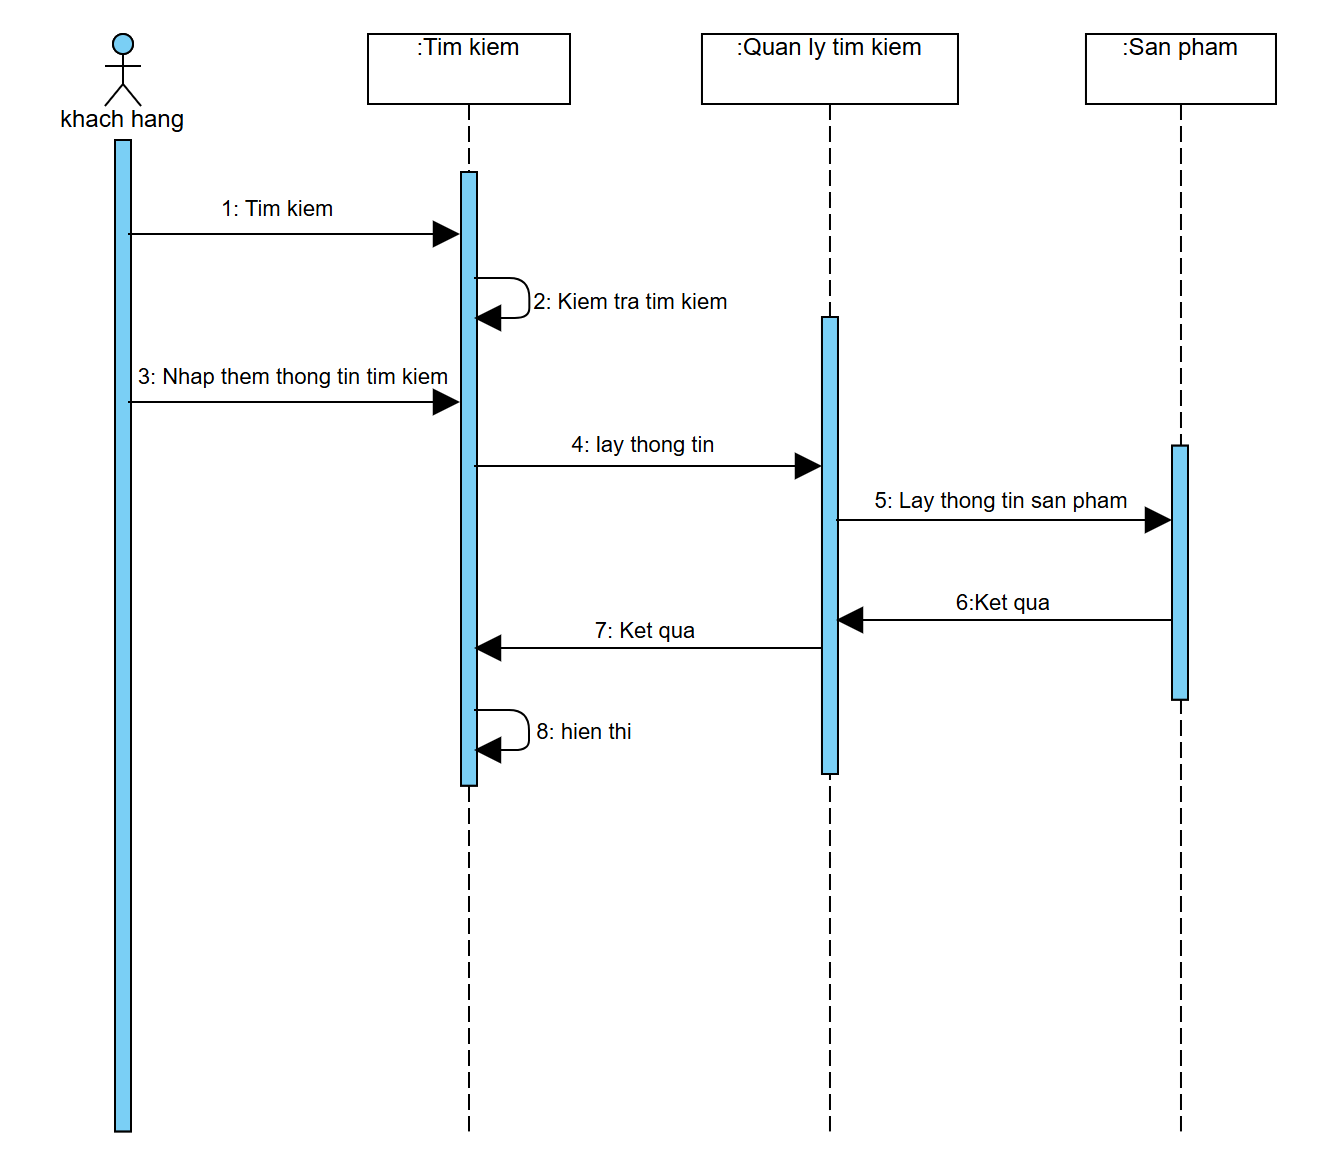 khach hang
:Tim kiem
:Quan ly tim kiem
:San pham
1: Tim kiem
2: Kiem tra tim kiem
3: Nhap them thong tin tim kiem
4: lay thong tin
5: Lay thong tin san pham
6:Ket qua
7: Ket qua
8: hien thi